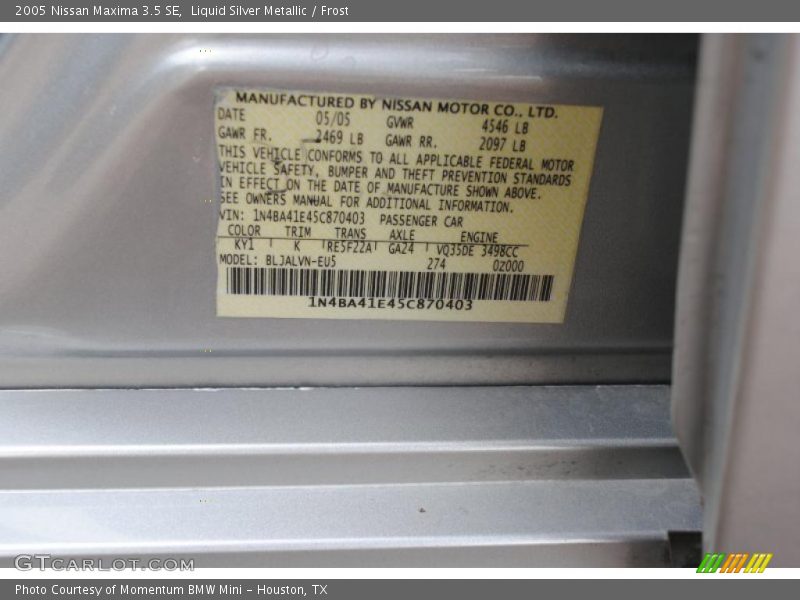 2005 Nissan Maxima 3.5 SE, Liquid Silver Metallic / Frost
MANUFACTURED BY NISSAN MOTOR CO., LTD.
DATE 05/05 GVWR 4546 LB
GAWR FR. 2469 LB GAWR RR. 2097 LB
THIS VEHICLE CONFORMS TO ALL APPLICABLE FEDERAL MOTOR
VEHICLE SAFETY, BUMPER AND THEFT PREVENTION STANDARDS
IN EFFECT ON THE DATE OF MANUFACTURE SHOWN ABOVE.
SEE OWNERS MANUAL FOR ADDITIONAL INFORMATION.
VIN: 1N4BA41E45C870403 PASSENGER CAR
COLOR TRIM TRANS AXLE ENGINE
KY1 K RE5F22A GA24 VQ35DE 3498CC
MODEL: BLJALVN-EU5 274 0Z000
1N4BA41E45C870403
GTCARLOT.COM
Photo Courtesy of Momentum BMW Mini - Houston, TX